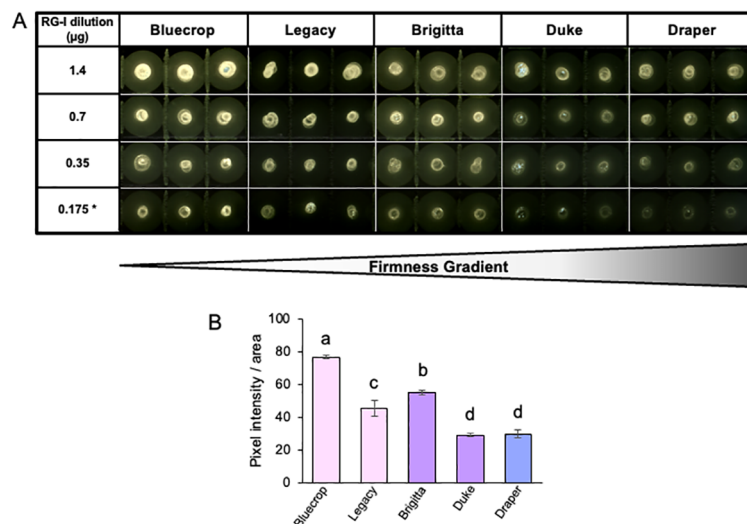 A
RG-I dilution (µg) Bluecrop Legacy Brigitta Duke Draper
1.4
0.7
0.35
0.175 *
Firmness Gradient
B
Pixel intensity / area
100
80
60
40
20
0
a
c
b
d
d
Bluecrop
Legacy
Brigitta
Duke
Draper